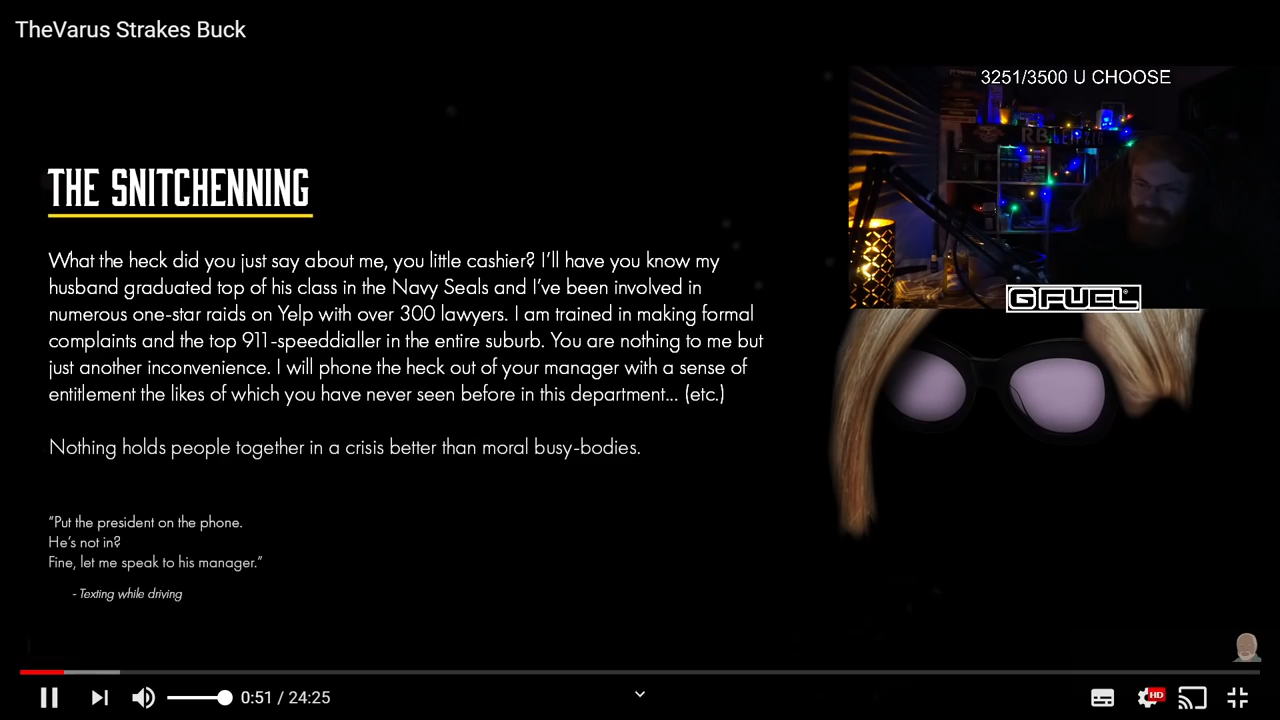 TheVarus Strakes Buck
3251/3500 U CHOOSE
THE SNITCHENNING
What the heck did you just say about me, you little cashier? I'll have you know my
husband graduated top of his class in the Navy Seals and I've been involved in
numerous one-star raids on Yelp with over 300 lawyers. I am trained in making formal
complaints and the top 911-speeddialler in the entire suburb. You are nothing to me but
just another inconvenience. I will phone the heck out of your manager with a sense of
entitlement the likes of which you have never seen before in this department... (etc.)
Nothing holds people together in a crisis better than moral busy-bodies.
“Put the president on the phone.
He's not in?
Fine, let me speak to his manager.”
- Texting while driving
G FUEL
0:51 / 24:25
HD